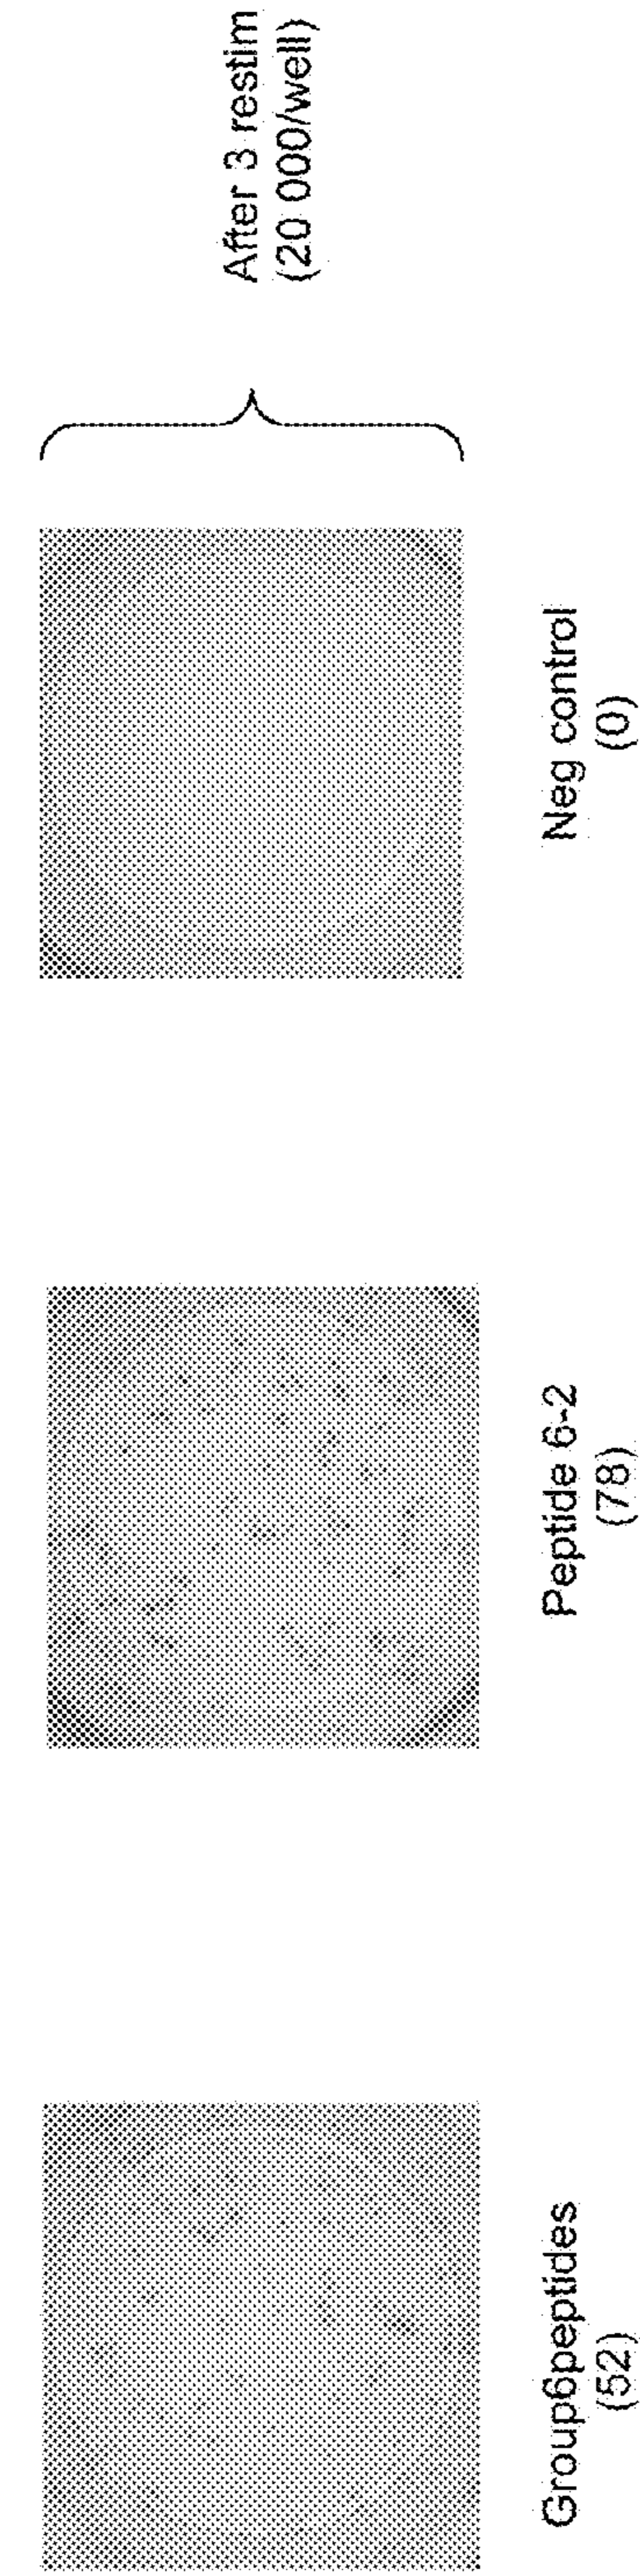 Group6peptides
(52)
Peptide 6-2
(78)
Neg control
(0)
After 3 restim
(20 000/well)